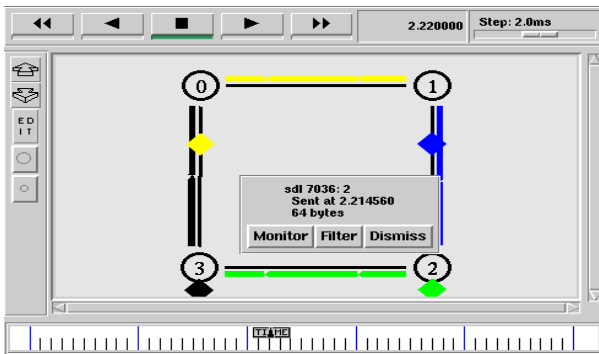 2.220000
Step: 2.0ms
E D
I T
0
1
sdl 7036: 2
Sent at 2.214560
64 bytes
Monitor
Filter
Dismiss
3
2
TIME